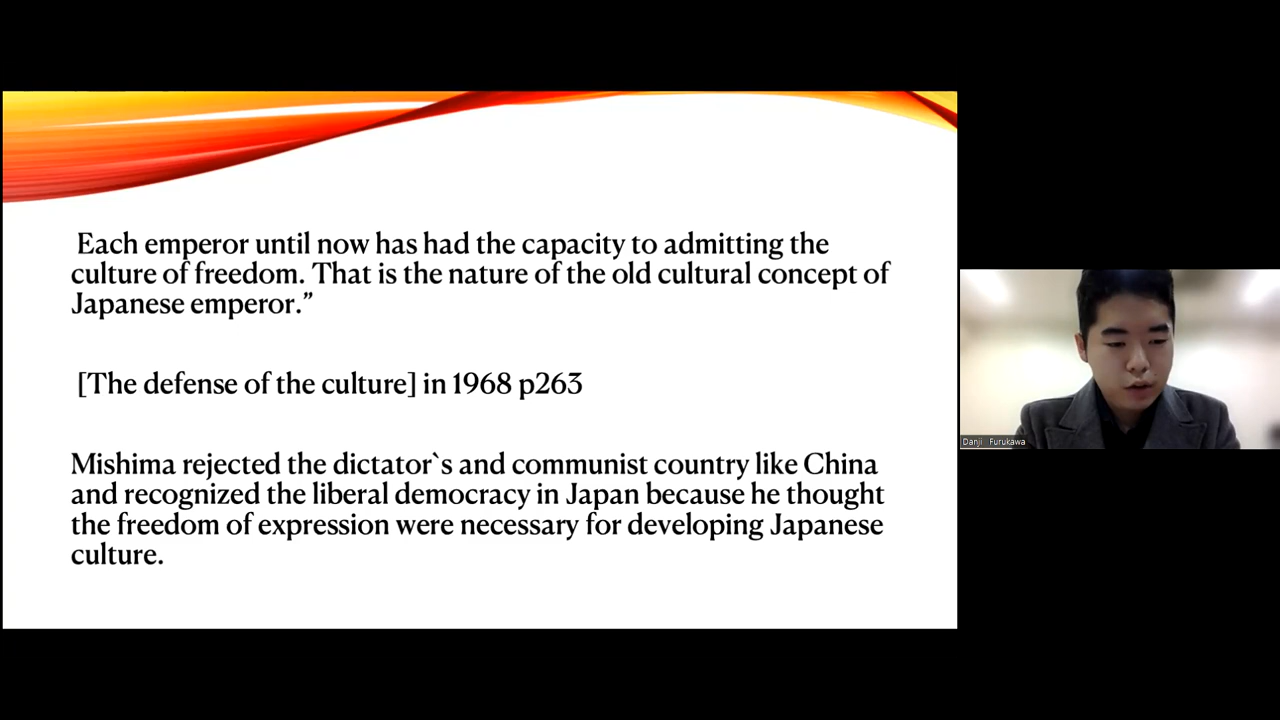 Each emperor until now has had the capacity to admitting the
culture of freedom. That is the nature of the old cultural concept of
Japanese emperor.”
[The defense of the culture] in 1968 p263
Mishima rejected the dictator`s and communist country like China
and recognized the liberal democracy in Japan because he thought
the freedom of expression were necessary for developing Japanese
culture.
Danji Furukawa